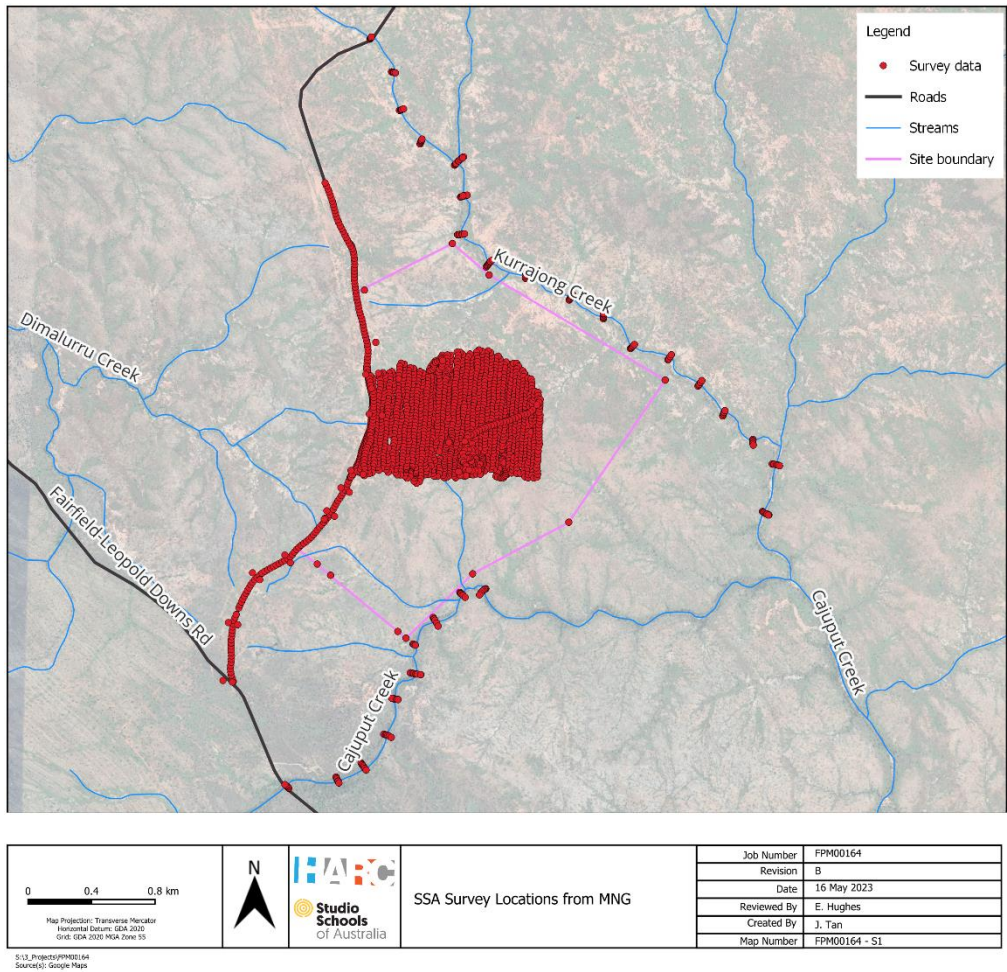 Legend
Survey data
Roads
Streams
Site boundary
Kurrajong Creek
Dimalurru Creek
Fairfield-Leopold Downs Rd
Cajuput Creek
Cajuput Creek
0 0.4 0.8 km
Map Projection: Transverse Mercator
Horizontal Datum: GDA 2020
Grid: GDA 2020 MGA Zone 55
N
HARC
Studio
Schools
of Australia
SSA Survey Locations from MNG
Job Number FPM00164
Revision B
Date 16 May 2023
Reviewed By E. Hughes
Created By J. Tan
Map Number FPM00164 - S1
S:\3_Projects\FPM00164
Source(s): Google Maps